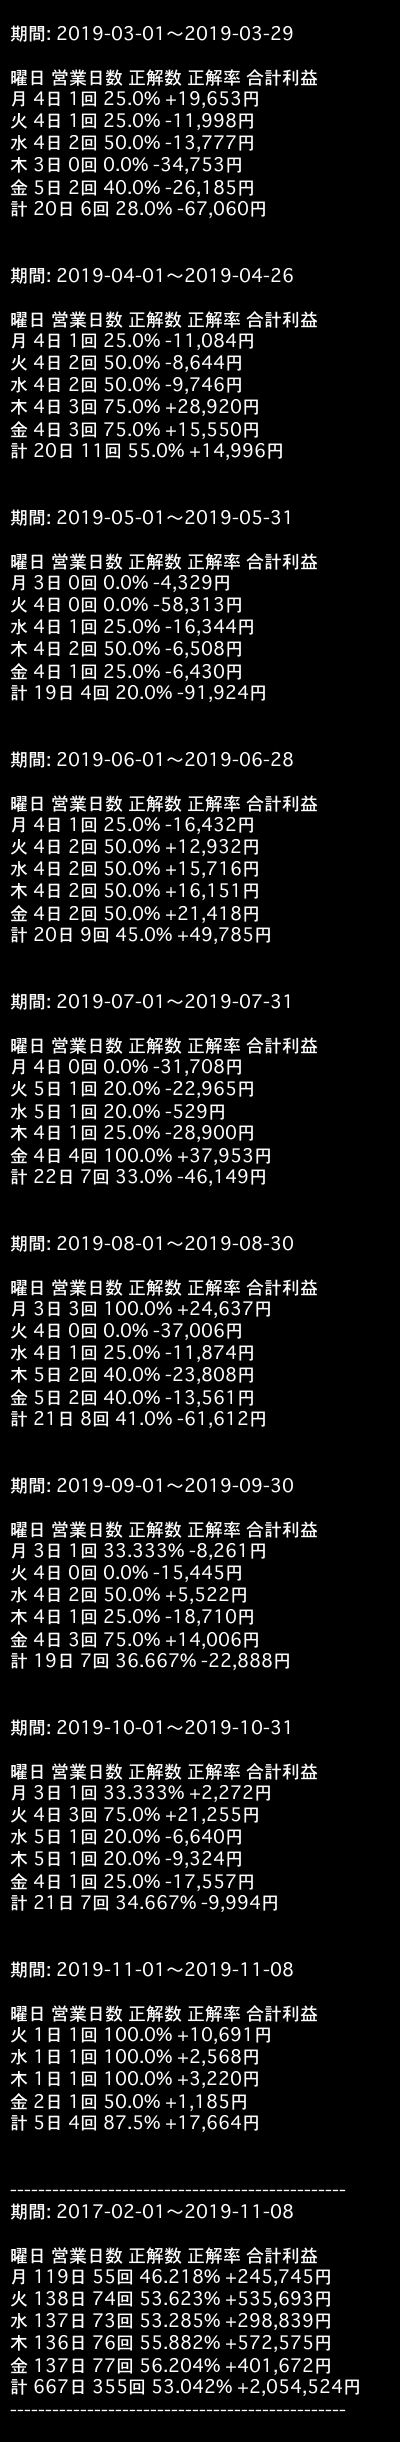 期間: 2019-03-01〜2019-03-29
曜日 営業日数 正解数 正解率 合計利益
月 4日 1回 25.0% +19,653円
火 4日 1回 25.0% -11,998円
水 4日 2回 50.0% -13,777円
木 3日 0回 0.0% -34,753円
金 5日 2回 40.0% -26,185円
計 20日 6回 28.0% -67,060円
期間: 2019-04-01〜2019-04-26
曜日 営業日数 正解数 正解率 合計利益
月 4日 1回 25.0% -11,084円
火 4日 2回 50.0% -8,644円
水 4日 2回 50.0% -9,746円
木 4日 3回 75.0% +28,920円
金 4日 3回 75.0% +15,550円
計 20日 11回 55.0% +14,996円
期間: 2019-05-01〜2019-05-31
曜日 営業日数 正解数 正解率 合計利益
月 3日 0回 0.0% -4,329円
火 4日 0回 0.0% -58,313円
水 4日 1回 25.0% -16,344円
木 4日 2回 50.0% -6,508円
金 4日 1回 25.0% -6,430円
計 19日 4回 20.0% -91,924円
期間: 2019-06-01〜2019-06-28
曜日 営業日数 正解数 正解率 合計利益
月 4日 1回 25.0% -16,432円
火 4日 2回 50.0% +12,932円
水 4日 2回 50.0% +15,716円
木 4日 2回 50.0% +16,151円
金 4日 2回 50.0% +21,418円
計 20日 9回 45.0% +49,785円
期間: 2019-07-01〜2019-07-31
曜日 営業日数 正解数 正解率 合計利益
月 4日 0回 0.0% -31,708円
火 5日 1回 20.0% -22,965円
水 5日 1回 20.0% -529円
木 4日 1回 25.0% -28,900円
金 4日 4回 100.0% +37,953円
計 22日 7回 33.0% -46,149円
期間: 2019-08-01〜2019-08-30
曜日 営業日数 正解数 正解率 合計利益
月 3日 3回 100.0% +24,637円
火 4日 0回 0.0% -37,006円
水 4日 1回 25.0% -11,874円
木 5日 2回 40.0% -23,808円
金 5日 2回 40.0% -13,561円
計 21日 8回 41.0% -61,612円
期間: 2019-09-01〜2019-09-30
曜日 営業日数 正解数 正解率 合計利益
月 3日 1回 33.333% -8,261円
火 4日 0回 0.0% -15,445円
水 4日 2回 50.0% +5,522円
木 4日 1回 25.0% -18,710円
金 4日 3回 75.0% +14,006円
計 19日 7回 36.667% -22,888円
期間: 2019-10-01〜2019-10-31
曜日 営業日数 正解数 正解率 合計利益
月 3日 1回 33.333% +2,272円
火 4日 3回 75.0% +21,255円
水 5日 1回 20.0% -6,640円
木 5日 1回 20.0% -9,324円
金 4日 1回 25.0% -17,557円
計 21日 7回 34.667% -9,994円
期間: 2019-11-01〜2019-11-08
曜日 営業日数 正解数 正解率 合計利益
火 1日 1回 100.0% +10,691円
水 1日 1回 100.0% +2,568円
木 1日 1回 100.0% +3,220円
金 2日 1回 50.0% +1,185円
計 5日 4回 87.5% +17,664円
------------------------------------------------
期間: 2017-02-01〜2019-11-08
曜日 営業日数 正解数 正解率 合計利益
月 119日 55回 46.218% +245,745円
火 138日 74回 53.623% +535,693円
水 137日 73回 53.285% +298,839円
木 136日 76回 55.882% +572,575円
金 137日 77回 56.204% +401,672円
計 667日 355回 53.042% +2,054,524円
------------------------------------------------